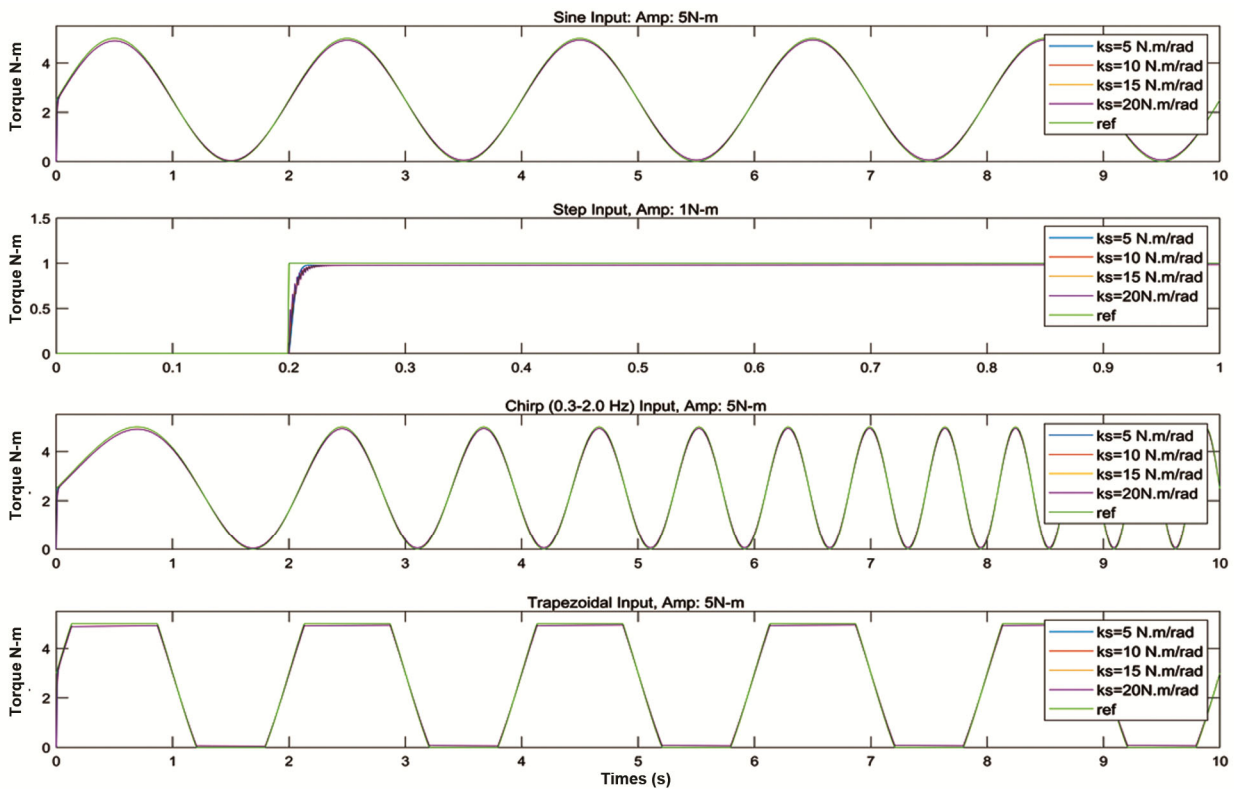 Sine Input: Amp: 5N-m
Torque N-m
4
2
0
ks=5 N.m/rad
ks=10 N.m/rad
ks=15 N.m/rad
ks=20N.m/rad
ref
0 1 2 3 4 5 6 7 8 9 10
Step Input, Amp: 1N-m
Torque N-m
1.5
1
0.5
0
ks=5 N.m/rad
ks=10 N.m/rad
ks=15 N.m/rad
ks=20N.m/rad
ref
0 0.1 0.2 0.3 0.4 0.5 0.6 0.7 0.8 0.9 1
Chirp (0.3-2.0 Hz) Input, Amp: 5N-m
Torque N-m
4
2
0
ks=5 N.m/rad
ks=10 N.m/rad
ks=15 N.m/rad
ks=20N.m/rad
ref
0 1 2 3 4 5 6 7 8 9 10
Trapezoidal Input, Amp: 5N-m
Torque N-m
4
2
0
ks=5 N.m/rad
ks=10 N.m/rad
ks=15 N.m/rad
ks=20N.m/rad
ref
0 1 2 3 4 5 6 7 8 9 10
Times (s)